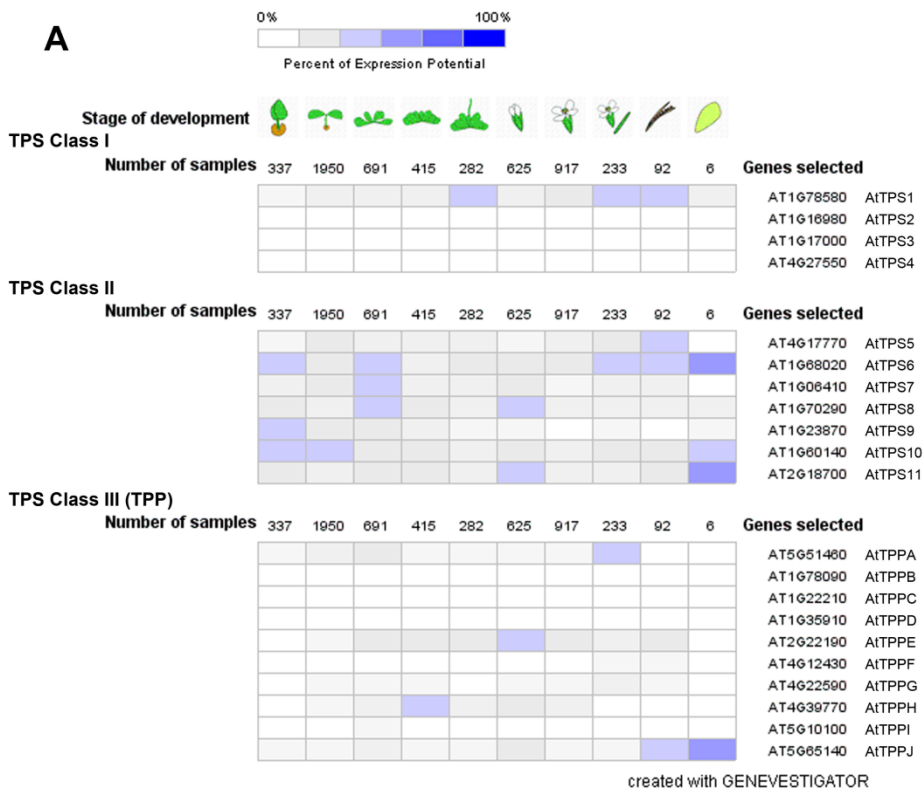 A
0% 100%
Percent of Expression Potential
Stage of development
TPS Class I
Number of samples 337 1950 691 415 282 625 917 233 92 6 Genes selected
AT1G78580 AtTPS1
AT1G16980 AtTPS2
AT1G17000 AtTPS3
AT4G27550 AtTPS4
TPS Class II
Number of samples 337 1950 691 415 282 625 917 233 92 6 Genes selected
AT4G17770 AtTPS5
AT1G68020 AtTPS6
AT1G06410 AtTPS7
AT1G70290 AtTPS8
AT1G23870 AtTPS9
AT1G60140 AtTPS10
AT2G18700 AtTPS11
TPS Class III (TPP)
Number of samples 337 1950 691 415 282 625 917 233 92 6 Genes selected
AT5G51460 AtTPPA
AT1G78090 AtTPPB
AT1G22210 AtTPPC
AT1G35910 AtTPPD
AT2G22190 AtTPPE
AT4G12430 AtTPPF
AT4G22590 AtTPPG
AT4G39770 AtTPPH
AT5G10100 AtTPPI
AT5G65140 AtTPPJ
created with GENEVESTIGATOR